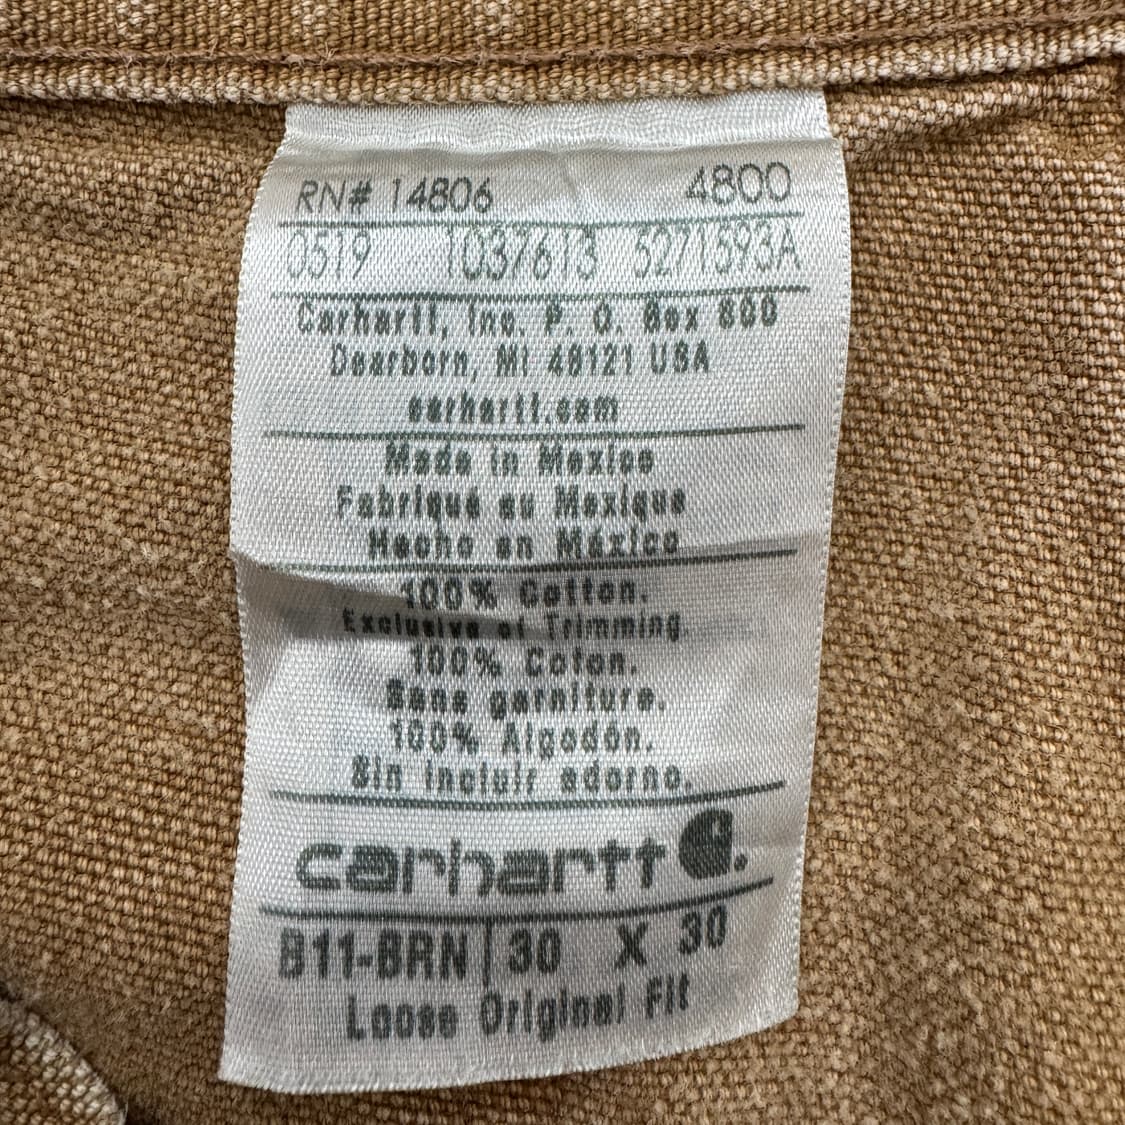 RN# 14806 4800
0519 1037613 5271593A
Carhartt, Inc. P. O. Box 800
Dearborn, MI 48121 USA
carhartt.com
Made in Mexico
Fabriqué au Mexique
Hecho en México
100% Cotton.
Exclusive of Trimming.
100% Coton.
Sans garniture.
100% Algodón.
Sin incluir adorno.
carhartt
B11-BRN 30 X 30
Loose Original Fit